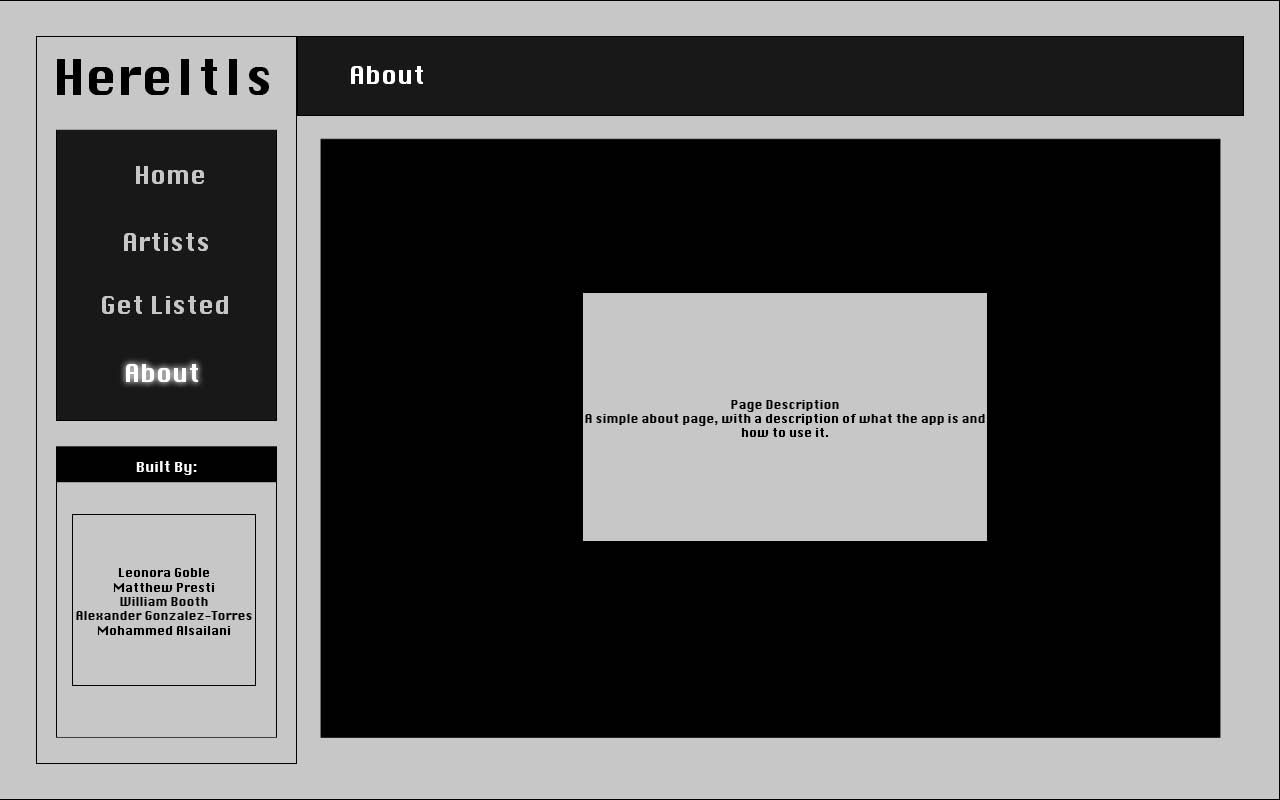 HereItIs
About
Home
Artists
Get Listed
About
Built By:
Leonora Goble
Matthew Presti
William Booth
Alexander Gonzalez-Torres
Mohammed Alsailani
Page Description
A simple about page, with a description of what the app is and
how to use it.